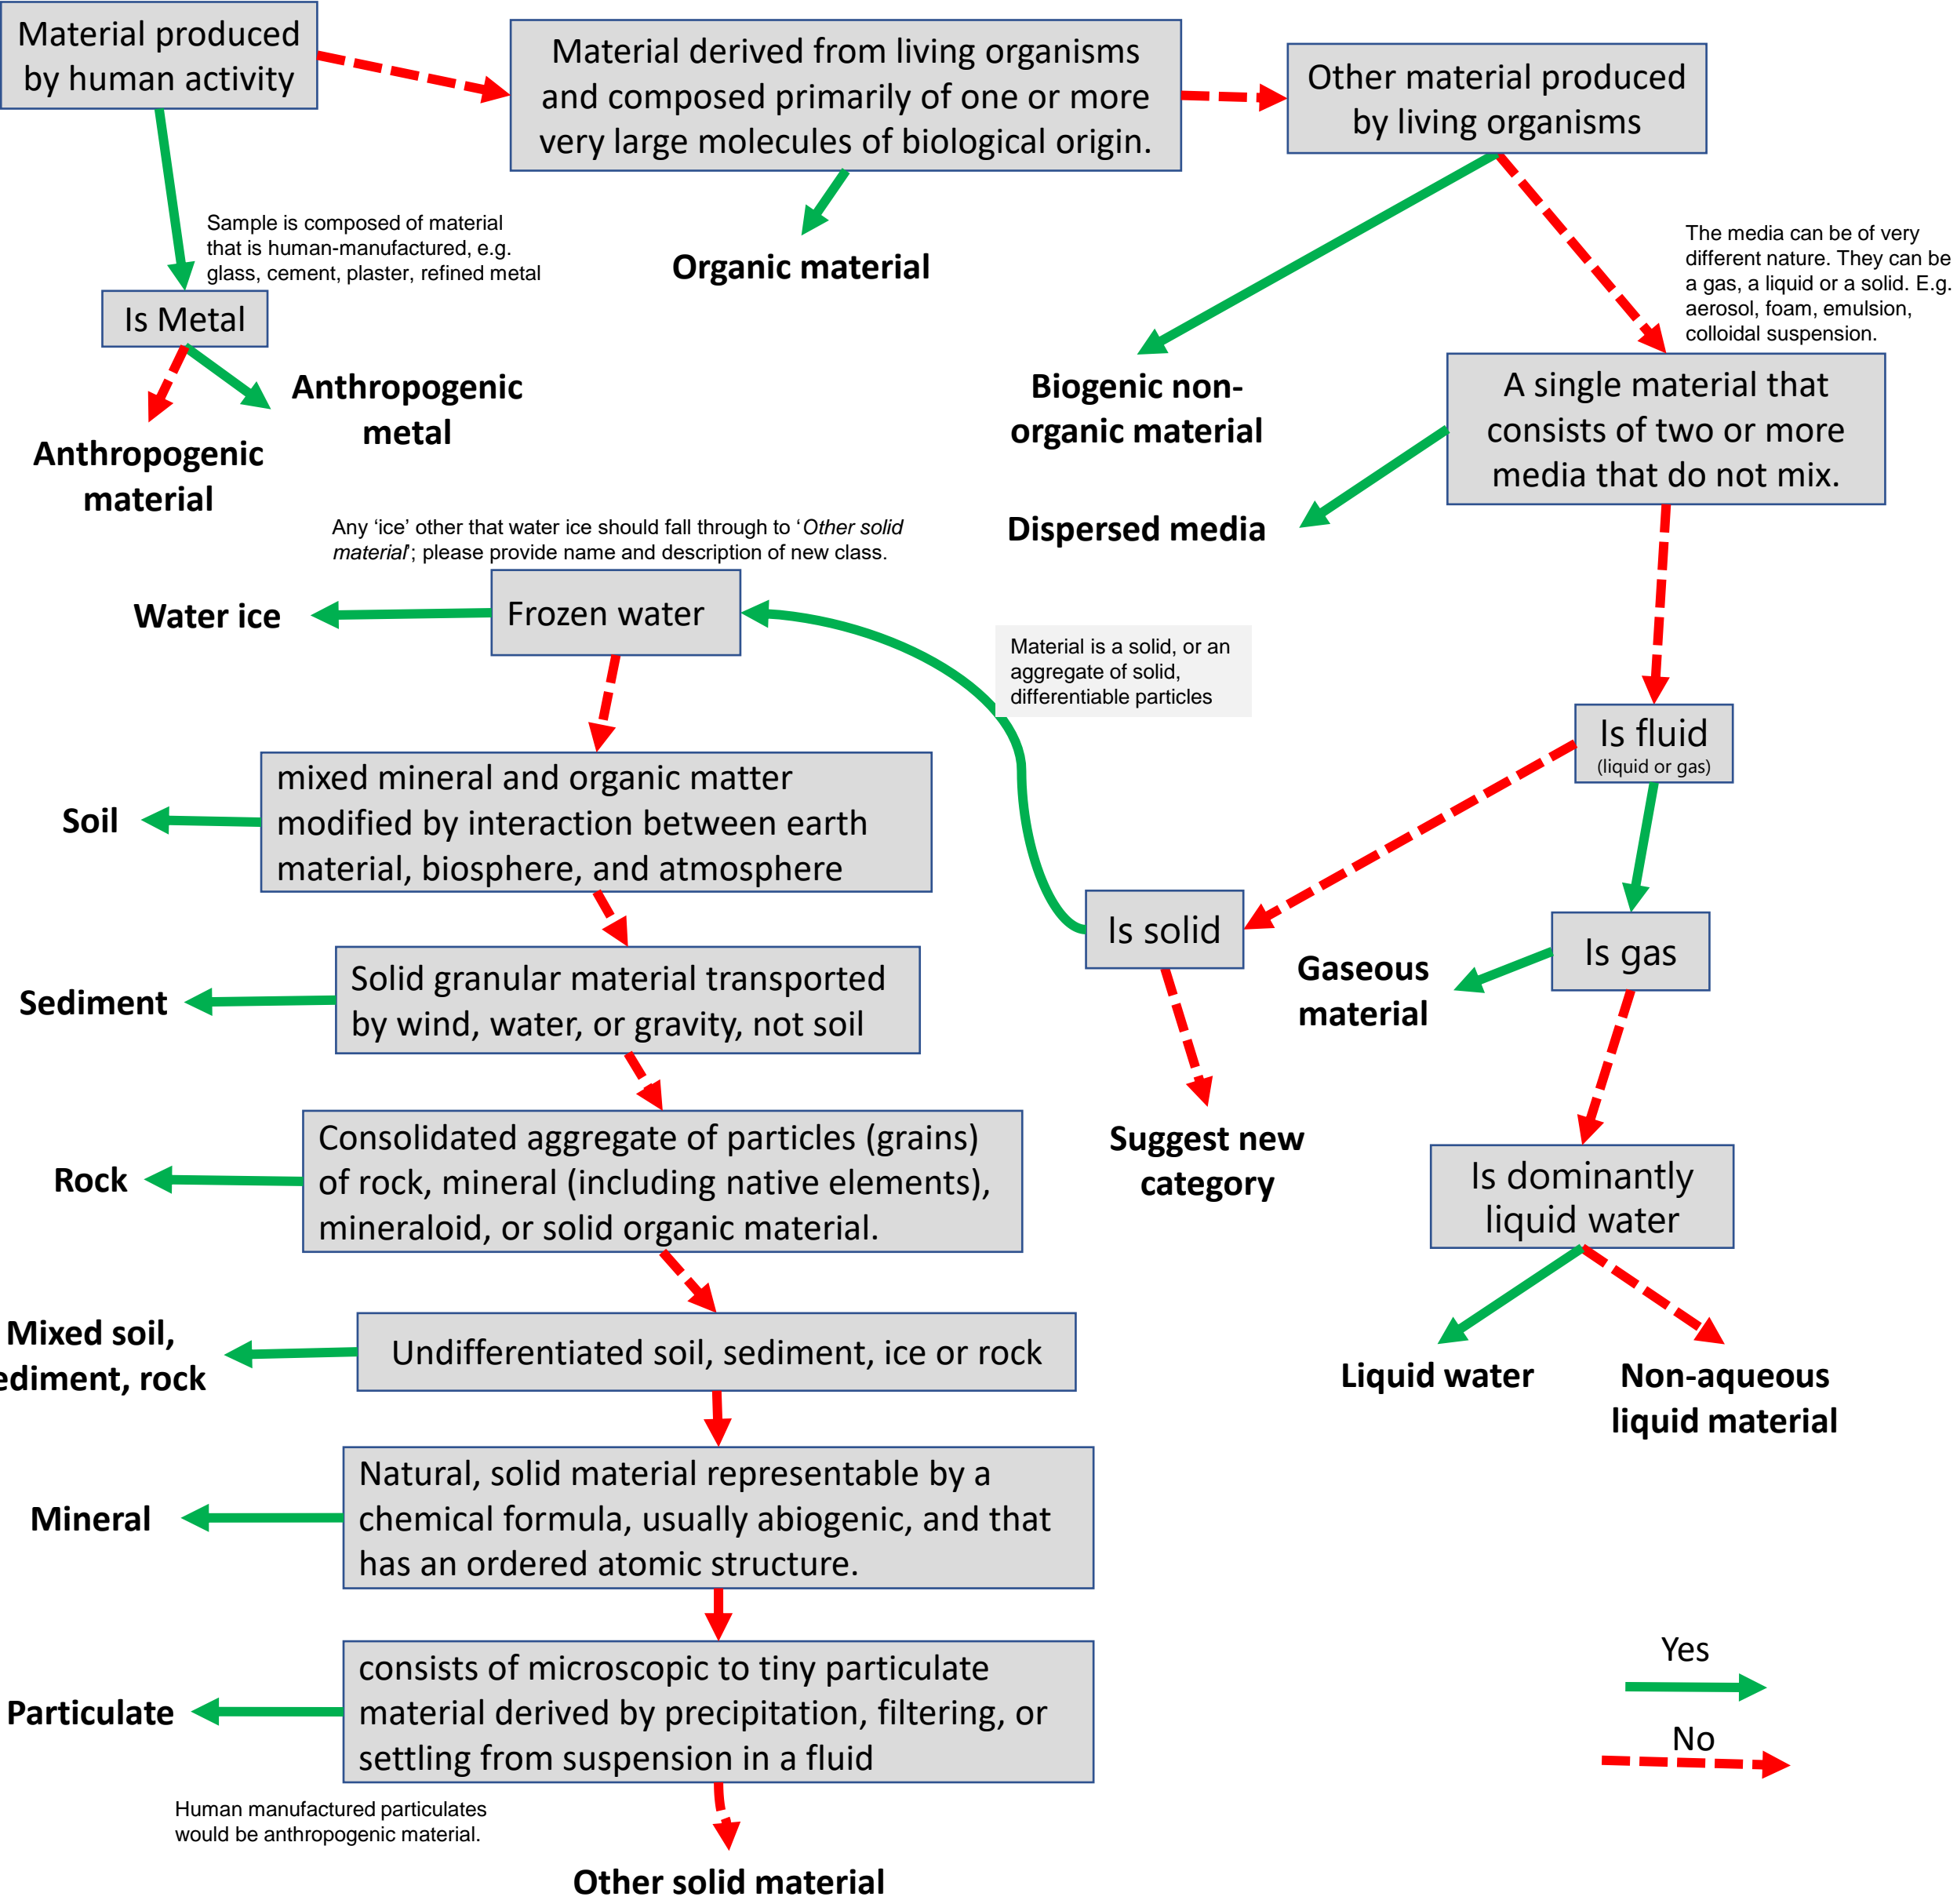 Material produced
by human activity
Material derived from living organisms
and composed primarily of one or more
very large molecules of biological origin.
Other material produced
by living organisms
Sample is composed of material
that is human-manufactured, e.g.
glass, cement, plaster, refined metal
Organic material
The media can be of very
different nature. They can be
a gas, a liquid or a solid. E.g.
aerosol, foam, emulsion,
colloidal suspension.
Is Metal
Anthropogenic
metal
Anthropogenic
material
Biogenic non-
organic material
A single material that
consists of two or more
media that do not mix.
Dispersed media
Any ‘ice’ other that water ice should fall through to ‘Other solid
material’; please provide name and description of new class.
Water ice
Frozen water
Material is a solid, or an
aggregate of solid,
differentiable particles
Is fluid
(liquid or gas)
Soil
mixed mineral and organic matter
modified by interaction between earth
material, biosphere, and atmosphere
Is solid
Is gas
Gaseous
material
Sediment
Solid granular material transported
by wind, water, or gravity, not soil
Suggest new
category
Is dominantly
liquid water
Rock
Consolidated aggregate of particles (grains)
of rock, mineral (including native elements),
mineraloid, or solid organic material.
Mixed soil,
ediment, rock
Undifferentiated soil, sediment, ice or rock
Liquid water
Non-aqueous
liquid material
Mineral
Natural, solid material representable by a
chemical formula, usually abiogenic, and that
has an ordered atomic structure.
Particulate
consists of microscopic to tiny particulate
material derived by precipitation, filtering, or
settling from suspension in a fluid
Yes
No
Human manufactured particulates
would be anthropogenic material.
Other solid material